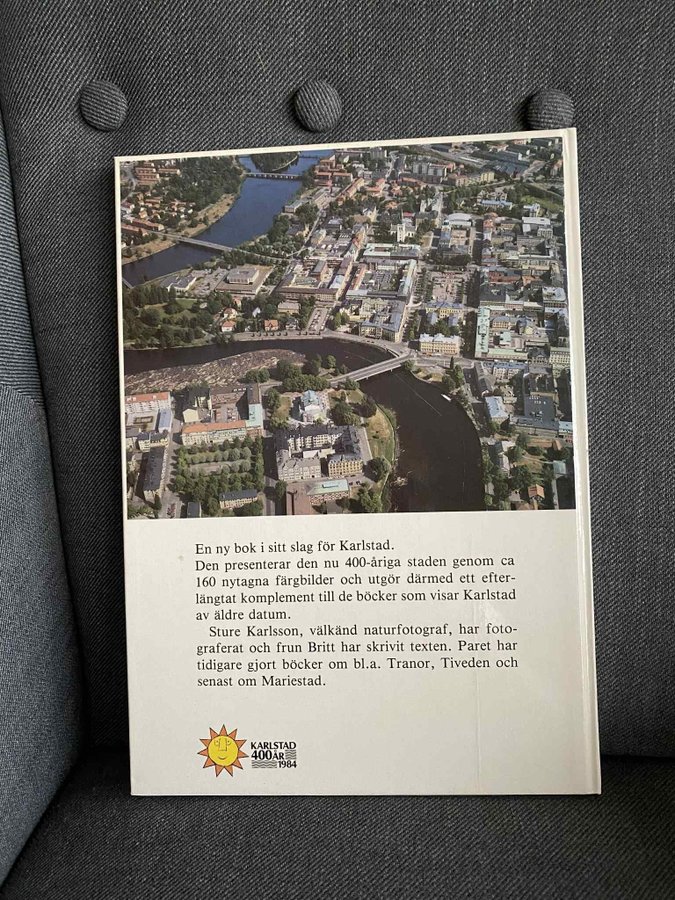 En ny bok i sitt slag för Karlstad.
Den presenterar den nu 400-åriga staden genom ca
160 nytagna färgbilder och utgör därmed ett efter-
längtat komplement till de böcker som visar Karlstad
av äldre datum.
Sture Karlsson, välkänd naturfotograf, har foto-
graferat och frun Britt har skrivit texten. Paret har
tidigare gjort böcker om bl.a. Tranor, Tiveden och
senast om Mariestad.
KARLSTAD
400 ÅR
1984